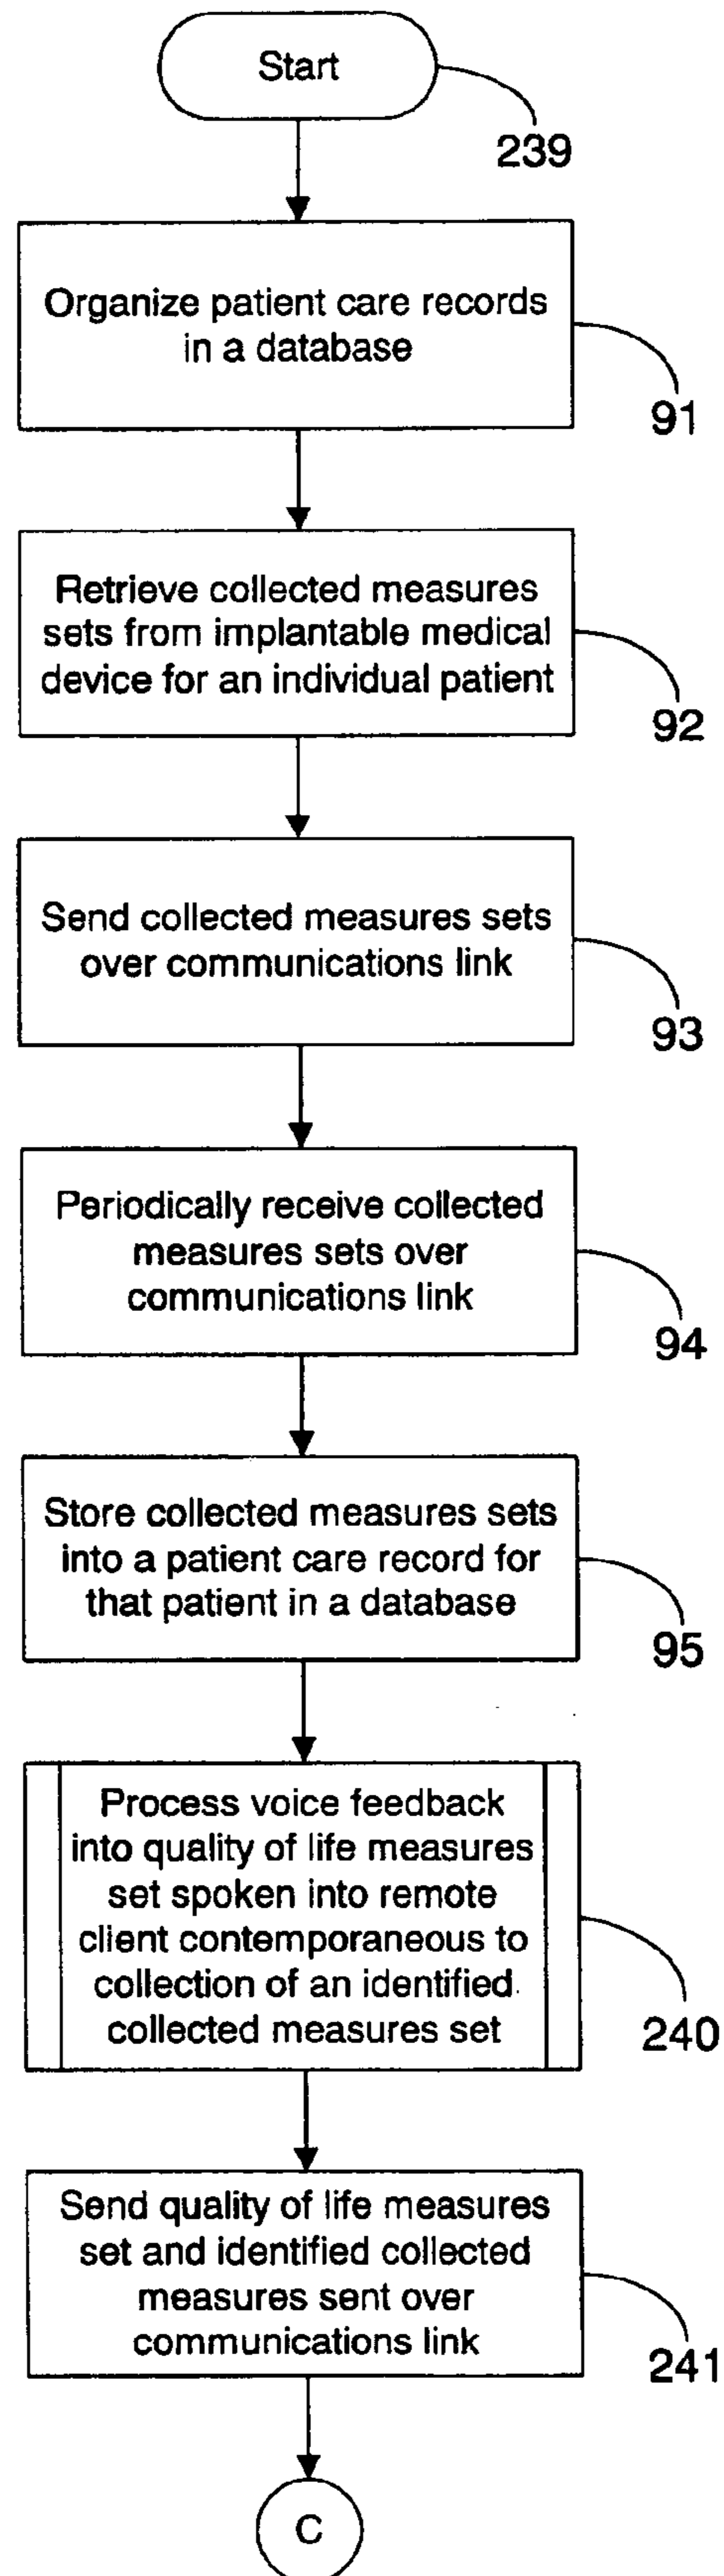 Start
239
Organize patient care records
in a database
91
Retrieve collected measures
sets from implantable medical
device for an individual patient
92
Send collected measures sets
over communications link
93
Periodically receive collected
measures sets over
communications link
94
Store collected measures sets
into a patient care record for
that patient in a database
95
Process voice feedback
into quality of life measures
set spoken into remote
client contemporaneous to
collection of an identified
collected measures set
240
Send quality of life measures
set and identified collected
measures sent over
communications link
241
C